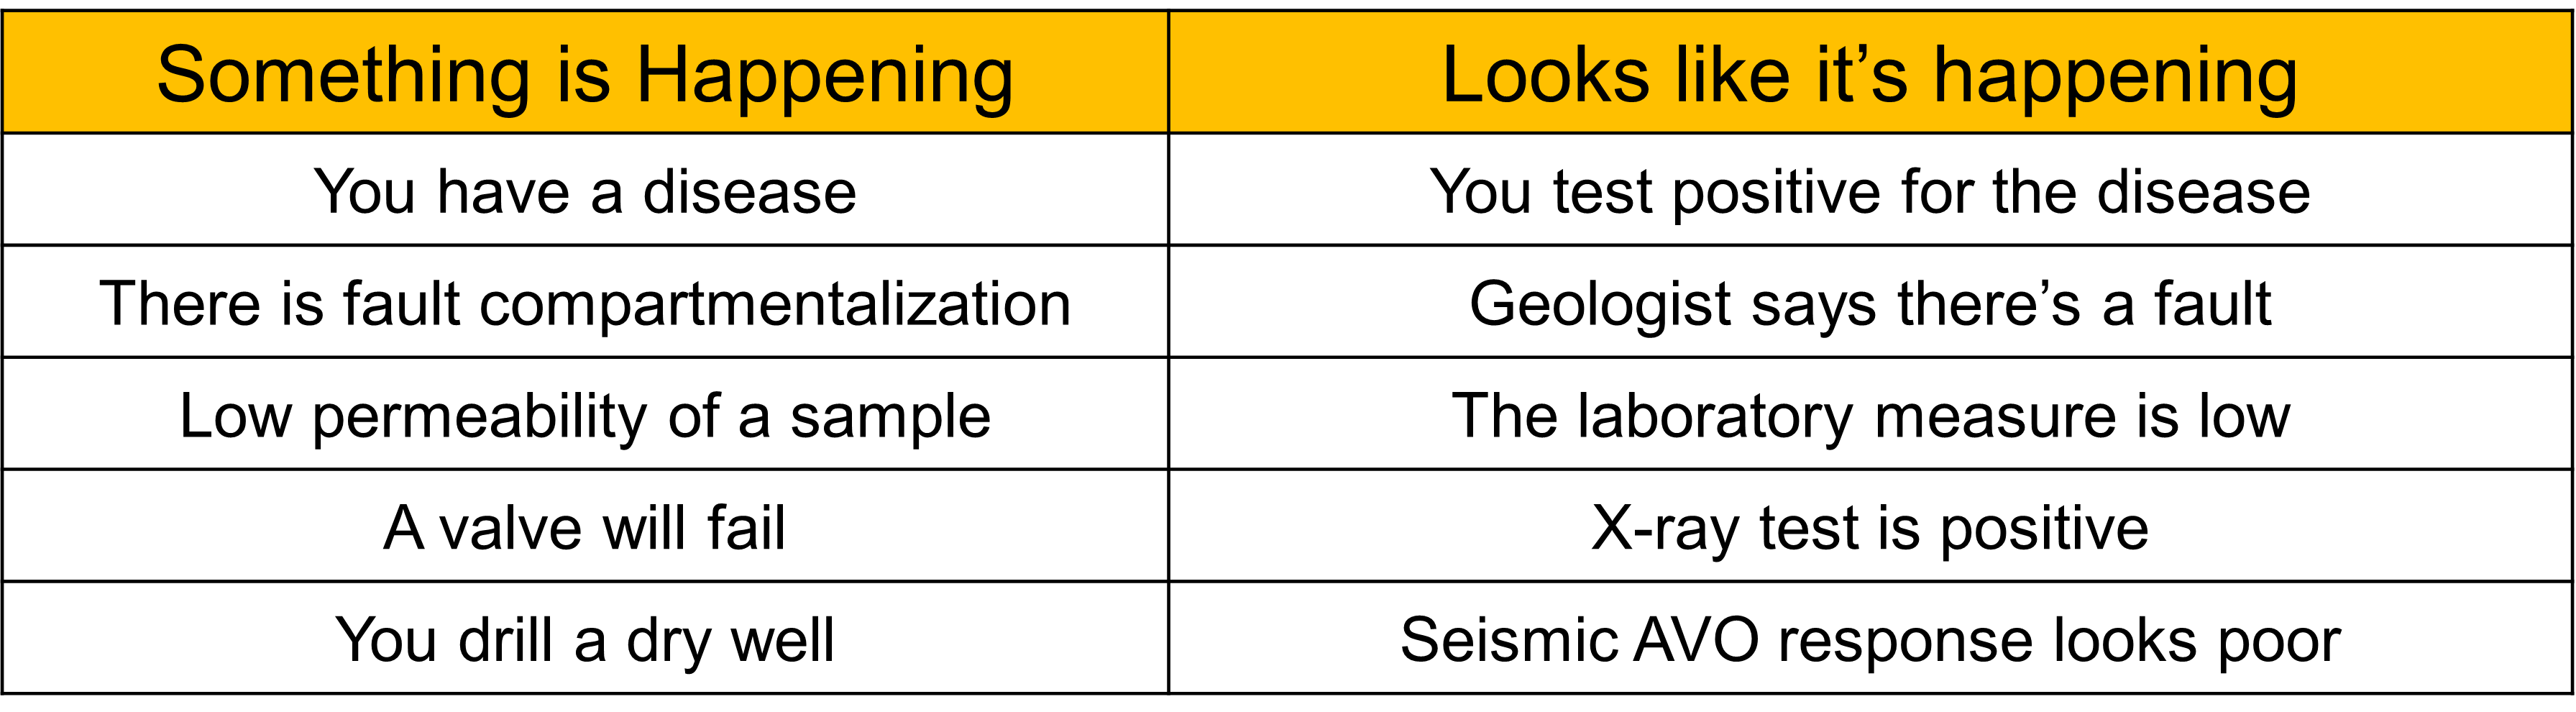 Something is Happening
Looks like it’s happening
You have a disease
You test positive for the disease
There is fault compartmentalization
Geologist says there’s a fault
Low permeability of a sample
The laboratory measure is low
A valve will fail
X-ray test is positive
You drill a dry well
Seismic AVO response looks poor